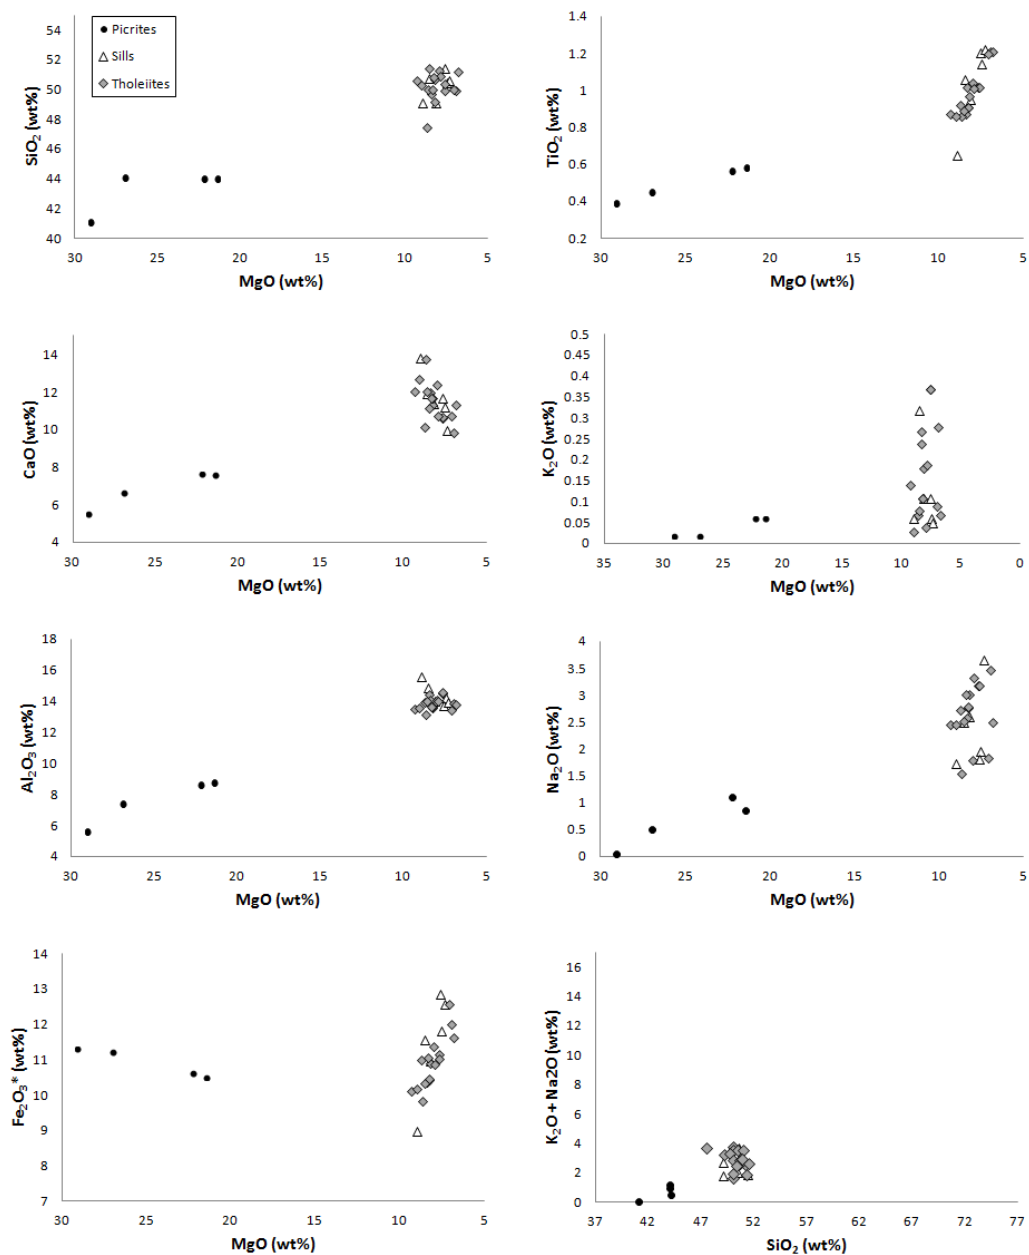 54
52
50
48
46
44
42
40
SiO2 (wt%)
● Picrites
△ Sills
◆ Tholeiites
30 25 20 15 10 5
MgO (wt%)
1.4
1.2
1
0.8
0.6
0.4
0.2
TiO2 (wt%)
30 25 20 15 10 5
MgO (wt%)
14
12
10
8
6
4
CaO (wt%)
30 25 20 15 10 5
MgO (wt%)
0.5
0.45
0.4
0.35
0.3
0.25
0.2
0.15
0.1
0.05
0
K2O (wt%)
35 30 25 20 15 10 5 0
MgO (wt%)
18
16
14
12
10
8
6
4
Al2O3 (wt%)
30 25 20 15 10 5
MgO (wt%)
4
3.5
3
2.5
2
1.5
1
0.5
0
Na2O (wt%)
30 25 20 15 10 5
MgO (wt%)
14
13
12
11
10
9
8
7
Fe2O3* (wt%)
30 25 20 15 10 5
MgO (wt%)
16
14
12
10
8
6
4
2
0
K2O + Na2O (wt%)
37 42 47 52 57 62 67 72 77
SiO2 (wt%)